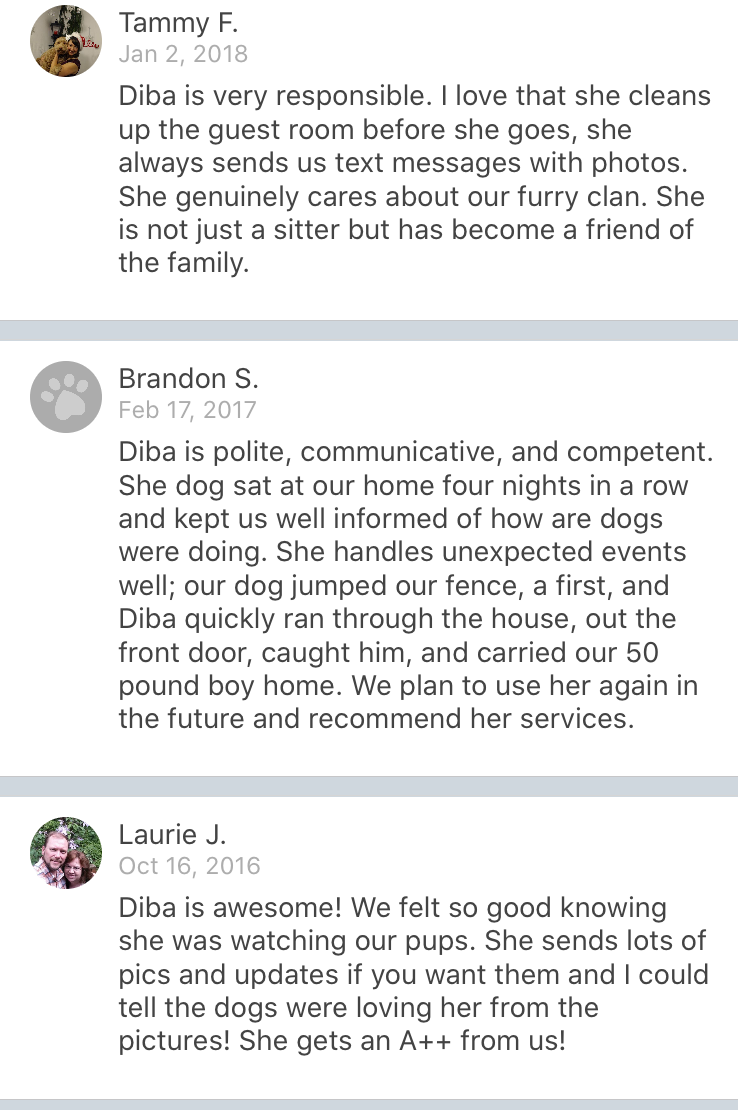 Tammy F.
Jan 2, 2018
Diba is very responsible. I love that she cleans
up the guest room before she goes, she
always sends us text messages with photos.
She genuinely cares about our furry clan. She
is not just a sitter but has become a friend of
the family.
Brandon S.
Feb 17, 2017
Diba is polite, communicative, and competent.
She dog sat at our home four nights in a row
and kept us well informed of how are dogs
were doing. She handles unexpected events
well; our dog jumped our fence, a first, and
Diba quickly ran through the house, out the
front door, caught him, and carried our 50
pound boy home. We plan to use her again in
the future and recommend her services.
Laurie J.
Oct 16, 2016
Diba is awesome! We felt so good knowing
she was watching our pups. She sends lots of
pics and updates if you want them and I could
tell the dogs were loving her from the
pictures! She gets an A++ from us!